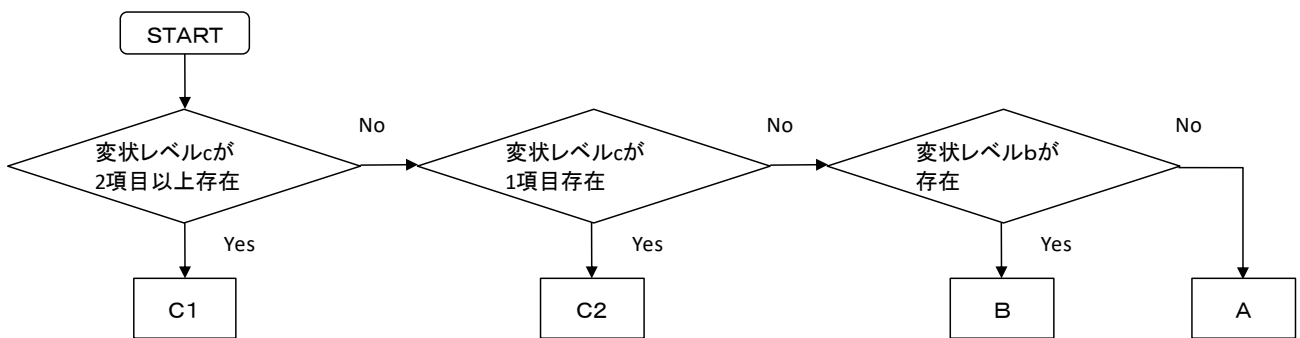 START
変状レベルcが
2項目以上存在
No
変状レベルcが
1項目存在
No
変状レベルbが
存在
No
Yes
Yes
Yes
C1
C2
B
A